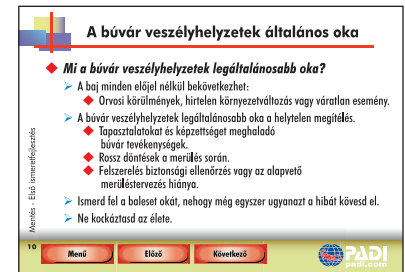 A búvár veszélyhelyzetek általános oka
Mi a búvár veszélyhelyzetek legáltalánosabb oka?
A baj minden előjel nélkül bekövetkezhet:
Orvosi körülmények, hirtelen környezetváltozás vagy váratlan esemény.
A búvár veszélyhelyzetek legáltalánosabb oka a helytelen megítélés.
Tapasztalatokat és képzettséget meghaladó
búvár tevékenységek.
Rossz döntések a merülés során.
Felszerelés biztonsági ellenőrzés vagy az alapvető
merüléstervezés hiánya.
Ismerd fel a baleset okát, nehogy még egyszer ugyanazt a hibát kövesd el.
Ne kockáztasd az élete.
Mentés - Első ismeretfejlesztés
10
Menű
Előző
Következő
PADI
padi.com